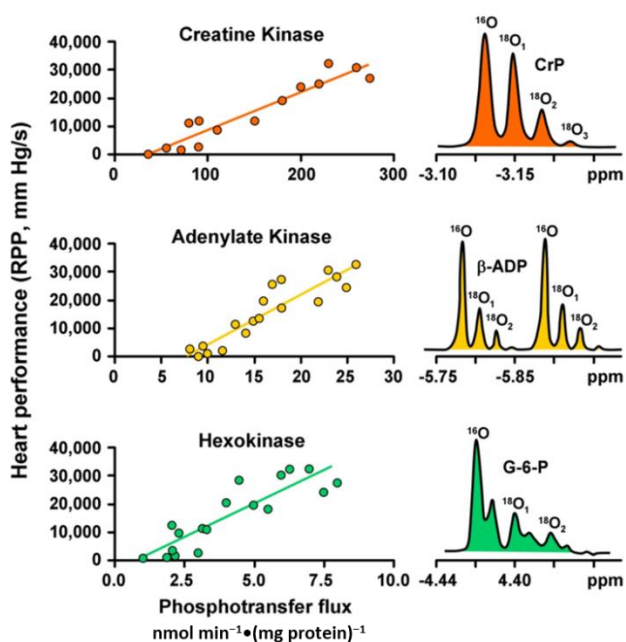 Heart performance (RPP, mm Hg/s)
Creatine Kinase
40,000
30,000
20,000
10,000
0
0 100 200 300
¹⁶O
¹⁸O₁
CrP
¹⁸O₂
¹⁸O₃
-3.10 -3.15 ppm
Adenylate Kinase
40,000
30,000
20,000
10,000
0
0 5 10 15 20 25 30
¹⁶O ¹⁶O
β-ADP
¹⁸O₁ ¹⁸O₁
¹⁸O₂ ¹⁸O₂
-5.75 -5.85 ppm
Hexokinase
40,000
30,000
20,000
10,000
0
0.0 2.5 5.0 7.5 10.0
¹⁶O
G-6-P
¹⁸O₁
¹⁸O₂
-4.44 4.40 ppm
Phosphotransfer flux
nmol min⁻¹•(mg protein)⁻¹